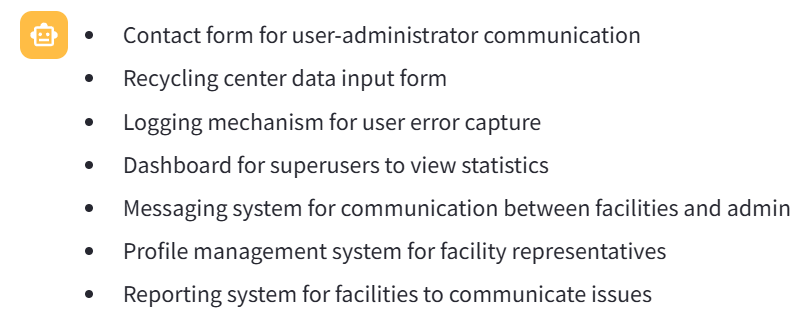 • Contact form for user-administrator communication
• Recycling center data input form
• Logging mechanism for user error capture
• Dashboard for superusers to view statistics
• Messaging system for communication between facilities and admin
• Profile management system for facility representatives
• Reporting system for facilities to communicate issues